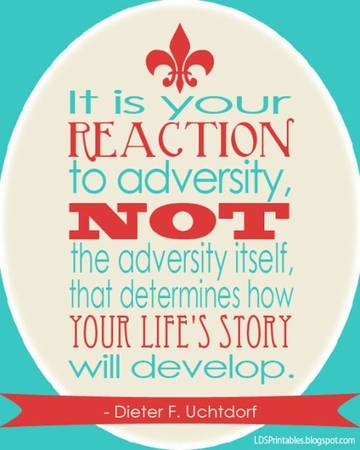 It is your
REACTION
to adversity,
NOT
the adversity itself,
that determines how
YOUR LIFE'S STORY
will develop.
- Dieter F. Uchtdorf
LDSPrintables.blogspot.com